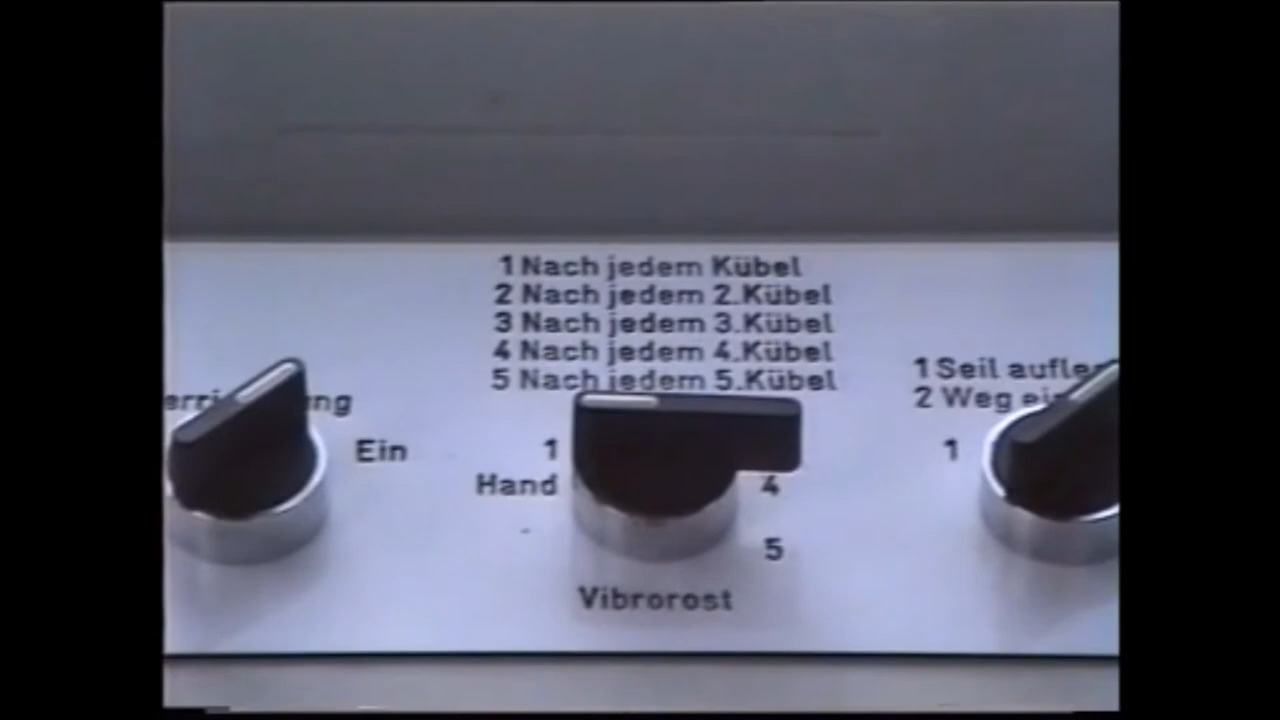 1 Nach jedem Kübel
2 Nach jedem 2.Kübel
3 Nach jedem 3.Kübel
4 Nach jedem 4.Kübel
5 Nach jedem 5.Kübel
1 Seil
2 Weg
Ein
1
Hand
4
5
1
Vibrorost